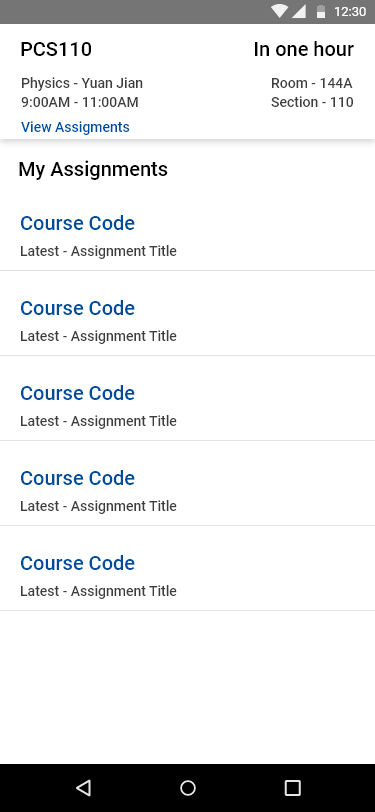 12:30
PCS110 In one hour
Physics - Yuan Jian Room - 144A
9:00AM - 11:00AM Section - 110
View Assigments
My Assignments
Course Code
Latest - Assignment Title
Course Code
Latest - Assignment Title
Course Code
Latest - Assignment Title
Course Code
Latest - Assignment Title
Course Code
Latest - Assignment Title